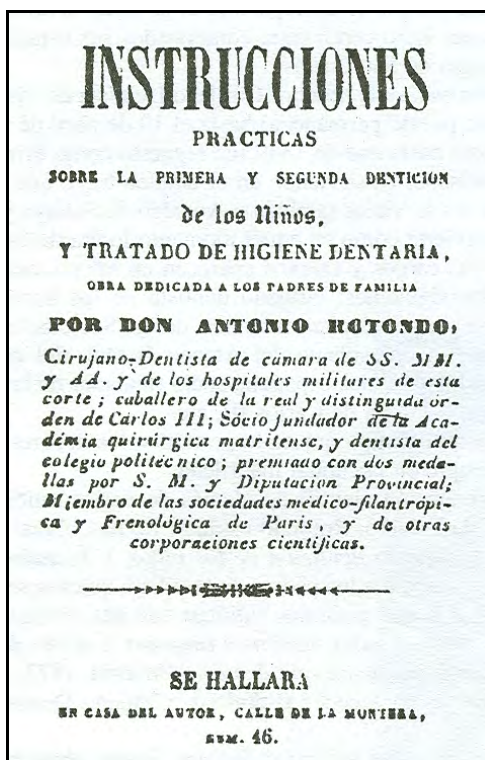 INSTRUCCIONES
PRACTICAS
SOBRE LA PRIMERA Y SEGUNDA DENTICION
de los Niños,
Y TRATADO DE HIGIENE DENTARIA,
OBRA DEDICADA A LOS PADRES DE FAMILIA
POR DON ANTONIO ROTONDO,
Cirujano-Dentista de cámara de SS. MM.
y AA. y de los hospitales militares de esta
corte; caballero de la real y distinguida ór-
den de Cárlos III; Sócio fundador de la Aca-
démia quirúrgica matritense, y dentista del
colegio politécnico; premiado con dos meda-
llas por S. M. y Diputacion Provincial;
Miembro de las sociedades médico-filantrópi-
ca y Frenológica de Paris, y de otras
corporaciones cientificas.
SE HALLARA
EN CASA DEL AUTOR, CALLE DE LA MONTERA,
NUM. 46.